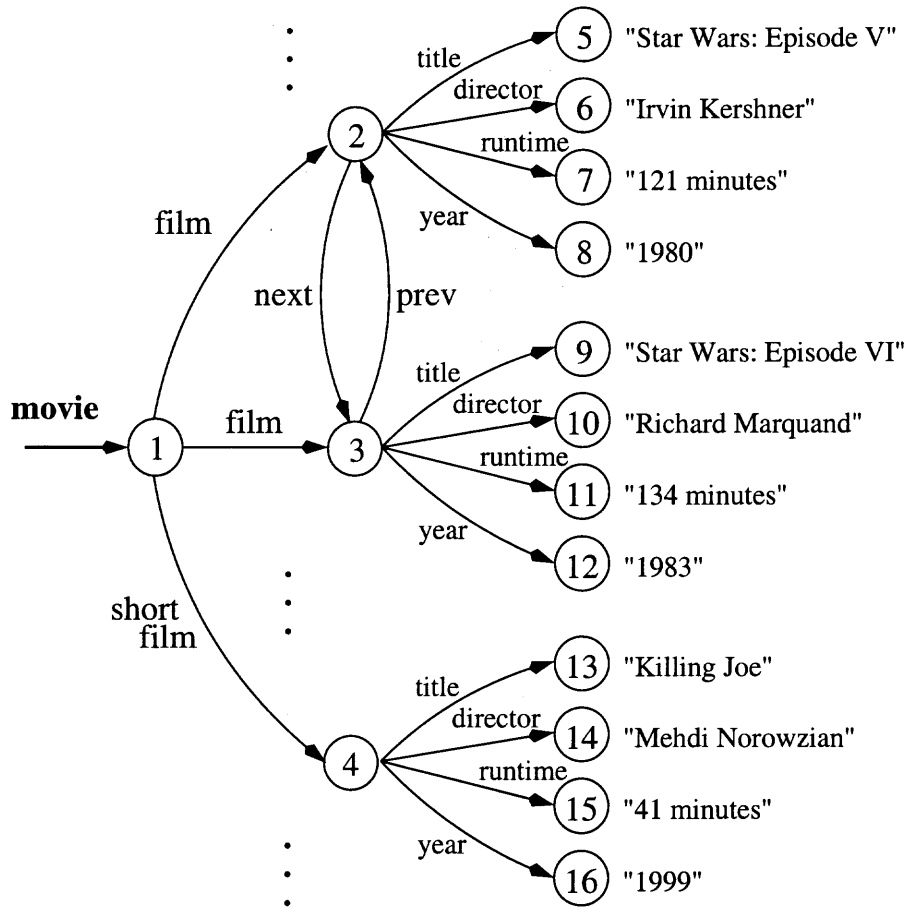 5 "Star Wars: Episode V"
title
director
6 "Irvin Kershner"
2
runtime
7 "121 minutes"
year
8 "1980"
film
next
prev
9 "Star Wars: Episode VI"
title
movie
director
10 "Richard Marquand"
1
film
3
runtime
11 "134 minutes"
year
12 "1983"
short
film
13 "Killing Joe"
title
director
14 "Mehdi Norowzian"
4
runtime
15 "41 minutes"
year
16 "1999"